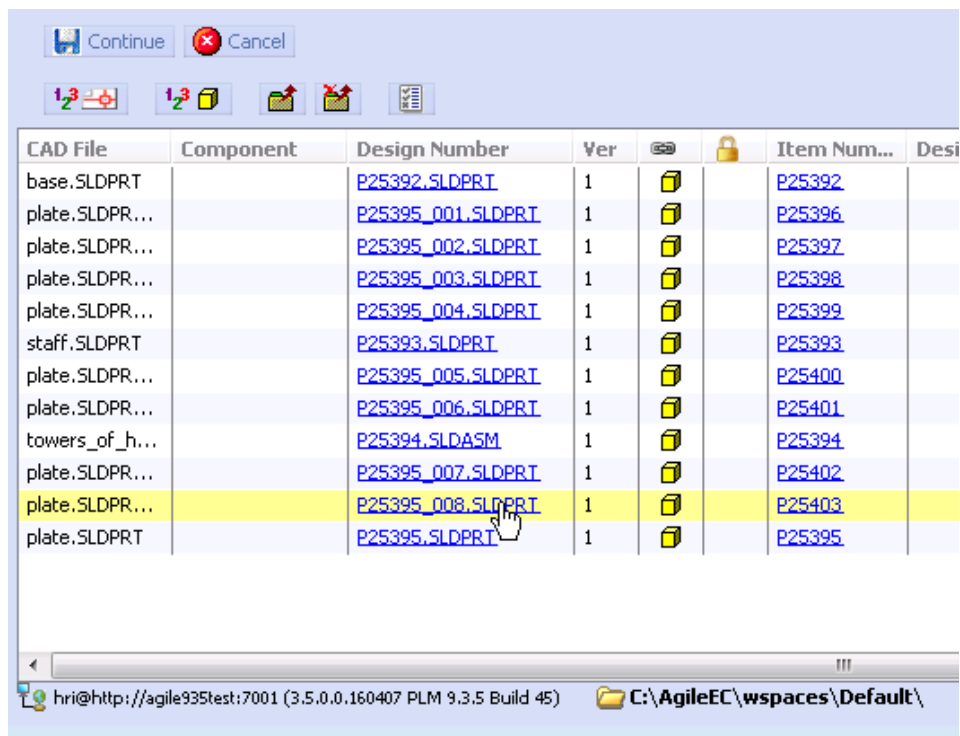 Continue Cancel
123 123
CAD File Component Design Number Ver Item Num... Desi
base.SLDPRT P25392.SLDPRT 1 P25392
plate.SLDPR... P25395_001.SLDPRT 1 P25396
plate.SLDPR... P25395_002.SLDPRT 1 P25397
plate.SLDPR... P25395_003.SLDPRT 1 P25398
plate.SLDPR... P25395_004.SLDPRT 1 P25399
staff.SLDPRT P25393.SLDPRT 1 P25393
plate.SLDPR... P25395_005.SLDPRT 1 P25400
plate.SLDPR... P25395_006.SLDPRT 1 P25401
towers_of_h... P25394.SLDASM 1 P25394
plate.SLDPR... P25395_007.SLDPRT 1 P25402
plate.SLDPR... P25395_008.SLDPRT 1 P25403
plate.SLDPRT P25395.SLDPRT 1 P25395
hri@http://agile935test:7001 (3.5.0.0.160407 PLM 9.3.5 Build 45) C:\AgileEC\wspaces\Default\